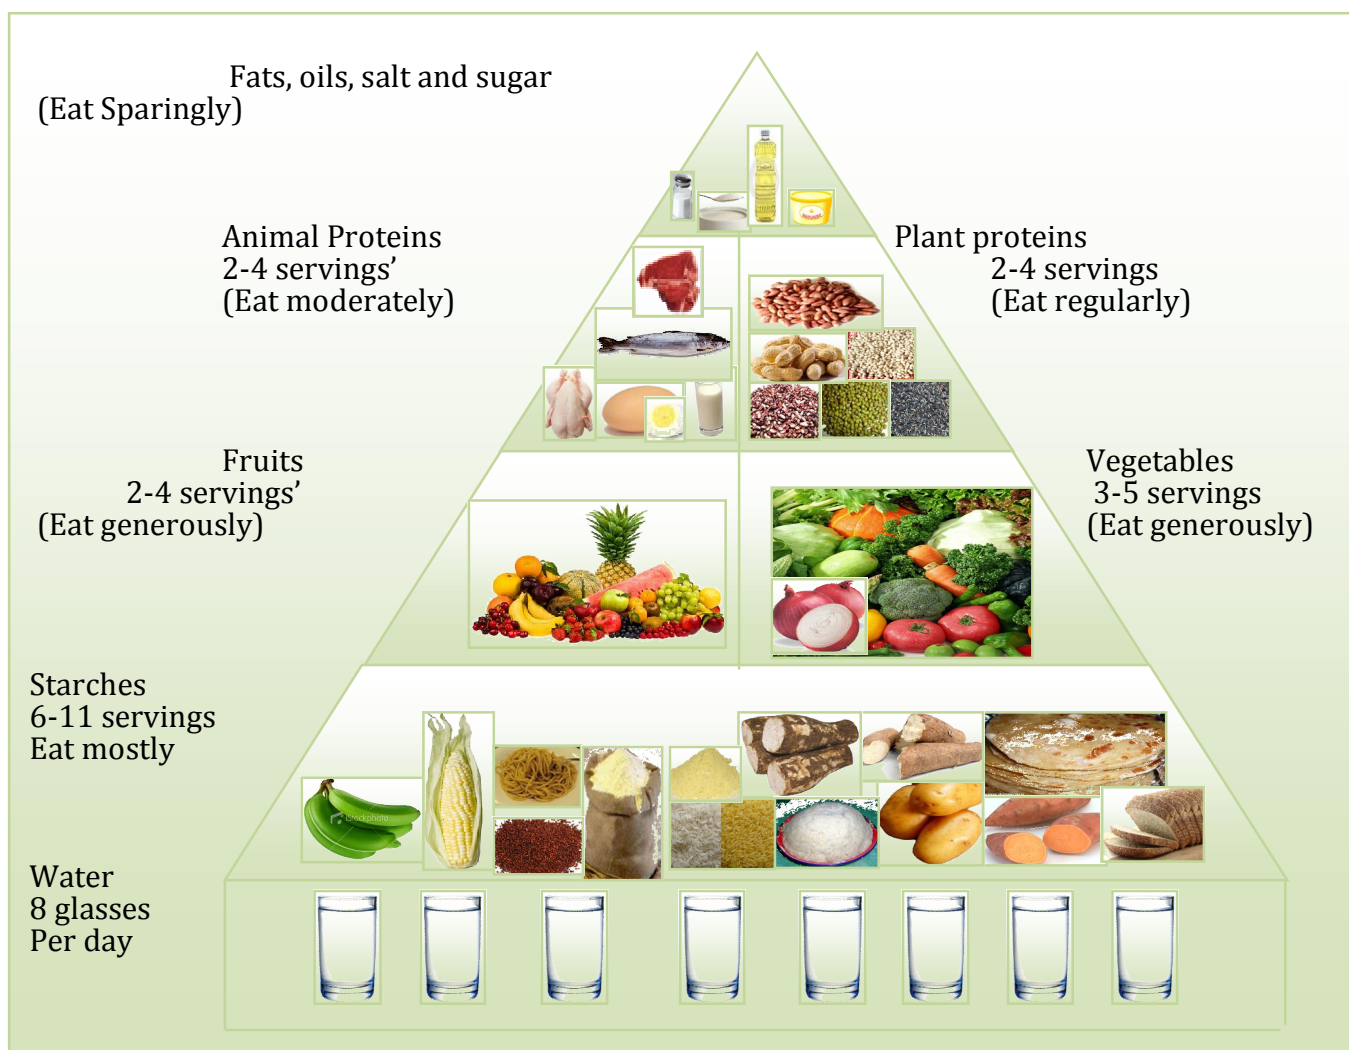 Fats, oils, salt and sugar
(Eat Sparingly)
Animal Proteins
2-4 servings’
(Eat moderately)
Plant proteins
2-4 servings
(Eat regularly)
Fruits
2-4 servings’
(Eat generously)
Vegetables
3-5 servings
(Eat generously)
Starches
6-11 servings
Eat mostly
iStockphoto
Water
8 glasses
Per day